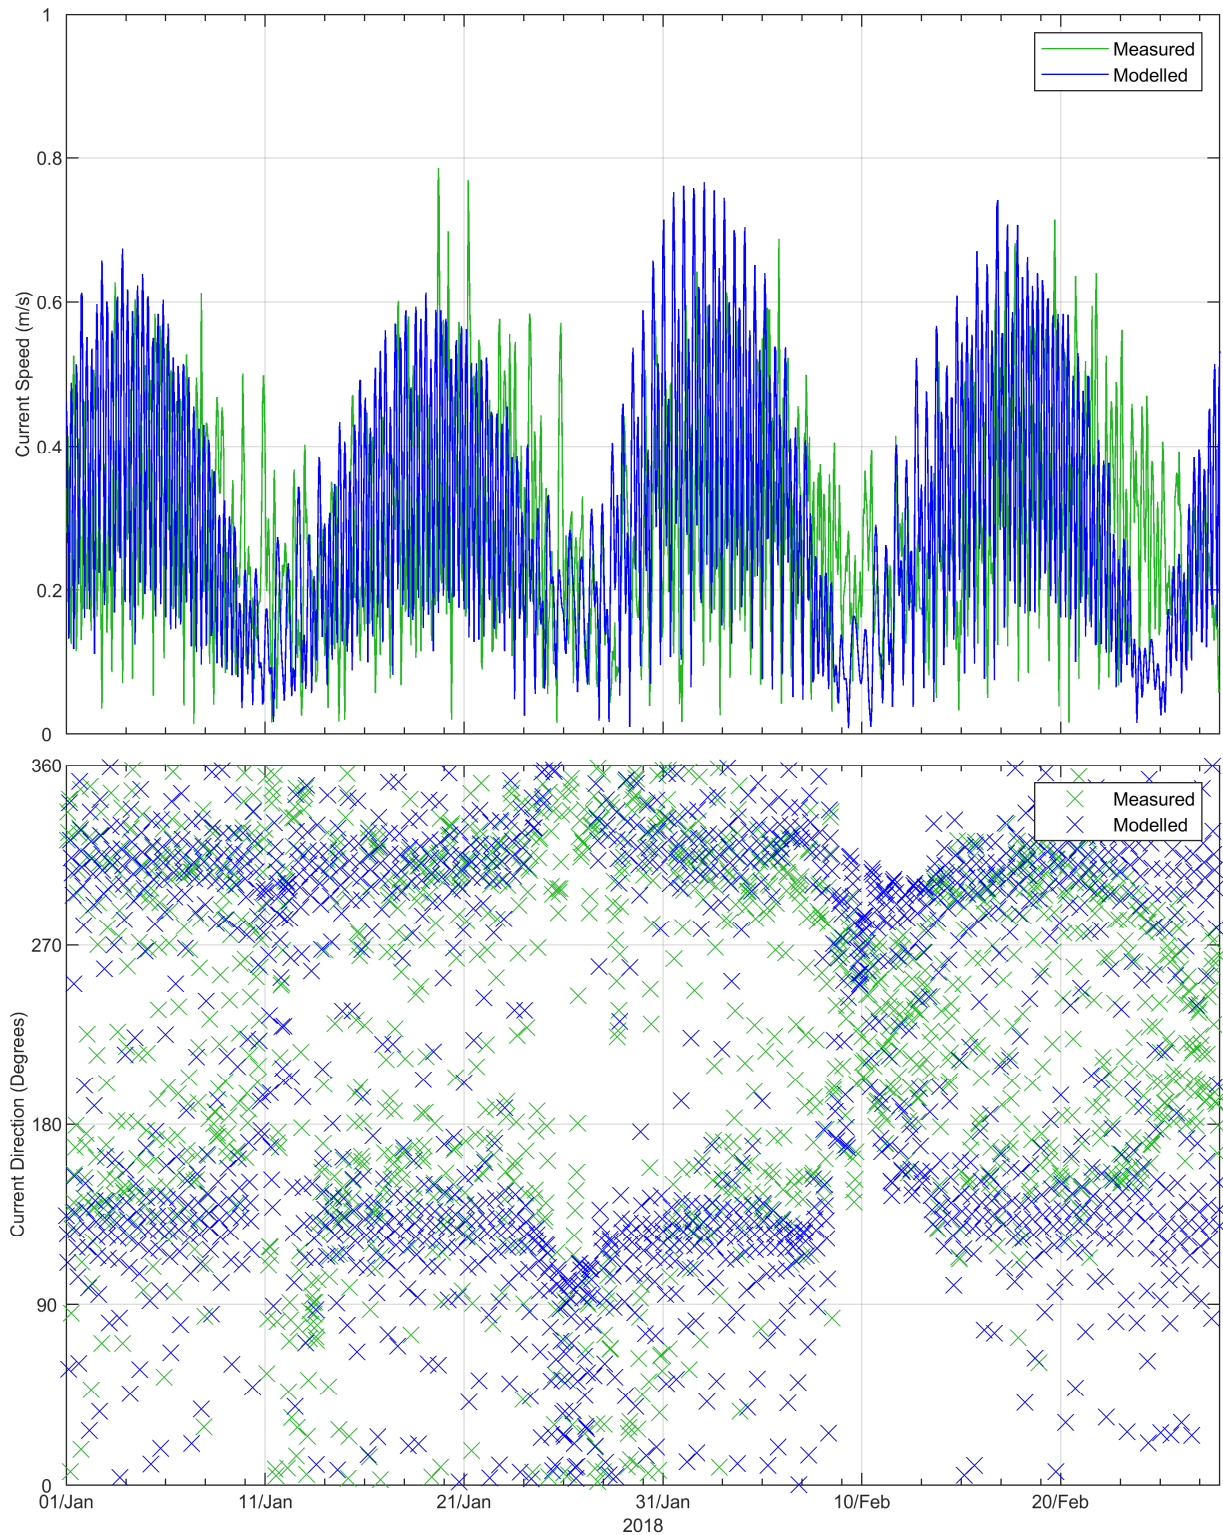 1
0.8
0.6
0.4
0.2
0
Current Speed (m/s)
Measured
Modelled
360
270
180
90
0
Current Direction (Degrees)
Measured
Modelled
01/Jan 11/Jan 21/Jan 31/Jan 10/Feb 20/Feb
2018